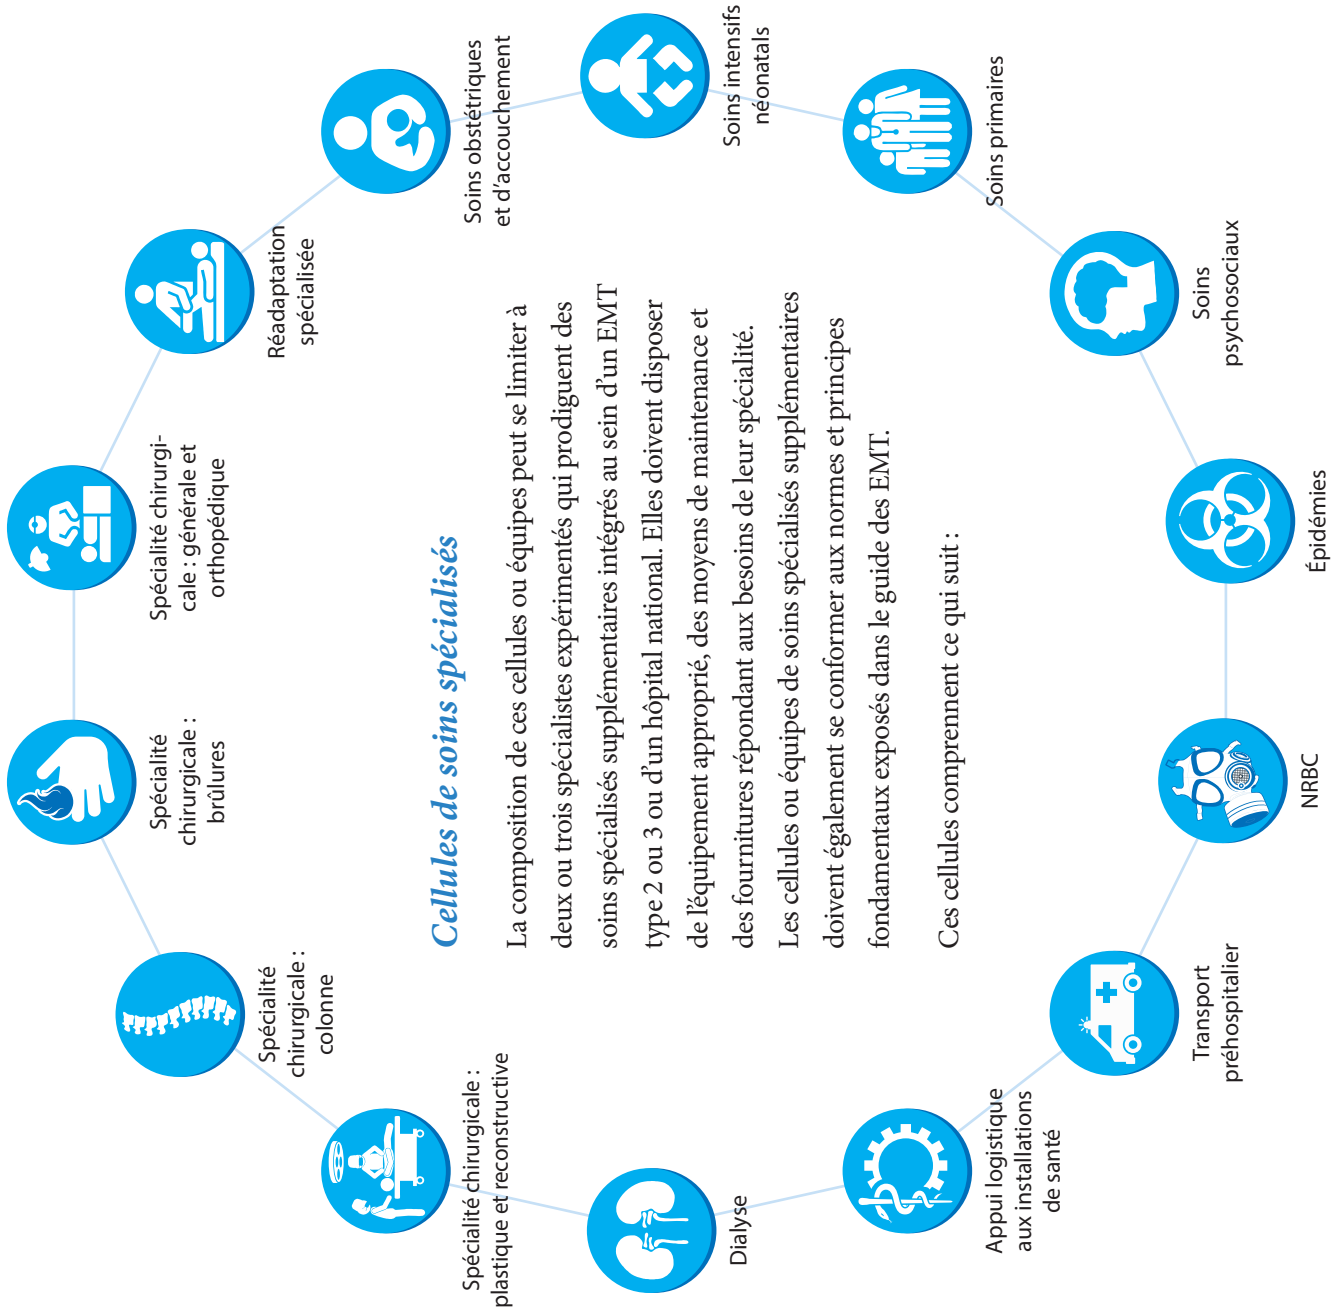 Cellules de soins spécialisés
La composition de ces cellules ou équipes peut se limiter à
deux ou trois spécialistes expérimentés qui prodiguent des
soins spécialisés supplémentaires intégrés au sein d'un EMT
type 2 ou 3 ou d'un hôpital national. Elles doivent disposer
de l'équipement approprié, des moyens de maintenance et
des fournitures répondant aux besoins de leur spécialité.
Les cellules ou équipes de soins spécialisés supplémentaires
doivent également se conformer aux normes et principes
fondamentaux exposés dans le guide des EMT.
Ces cellules comprennent ce qui suit :
Spécialité
chirurgicale :
brûlures
Spécialité chirurgi-
cale : générale et
orthopédique
Réadaptation
spécialisée
Soins obstétriques
et d'accouchement
Soins intensifs
néonatals
Soins primaires
Soins
psychosociaux
Épidémies
NRBC
Transport
préhospitalier
Appui logistique
aux installations
de santé
Dialyse
Spécialité chirurgicale :
plastique et reconstructive
Spécialité
chirurgicale :
colonne